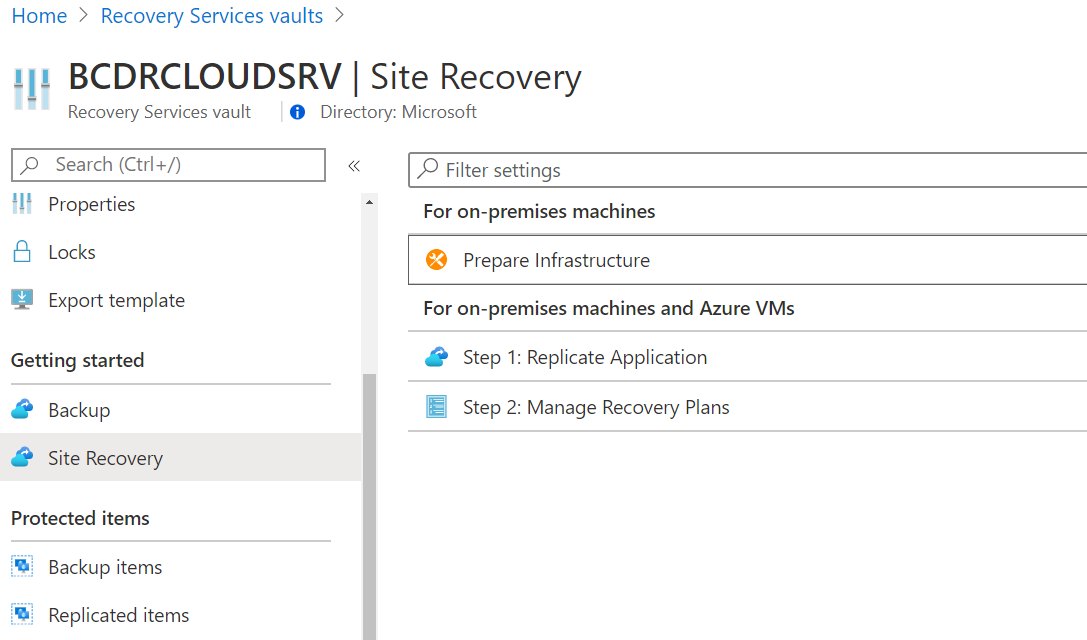 Home > Recovery Services vaults >
BCDRCLOUDSRV | Site Recovery
Recovery Services vault
Directory: Microsoft
Search (Ctrl+/)
«
Properties
Locks
Export template
Getting started
Backup
Site Recovery
Protected items
Backup items
Replicated items
Filter settings
For on-premises machines
Prepare Infrastructure
For on-premises machines and Azure VMs
Step 1: Replicate Application
Step 2: Manage Recovery Plans